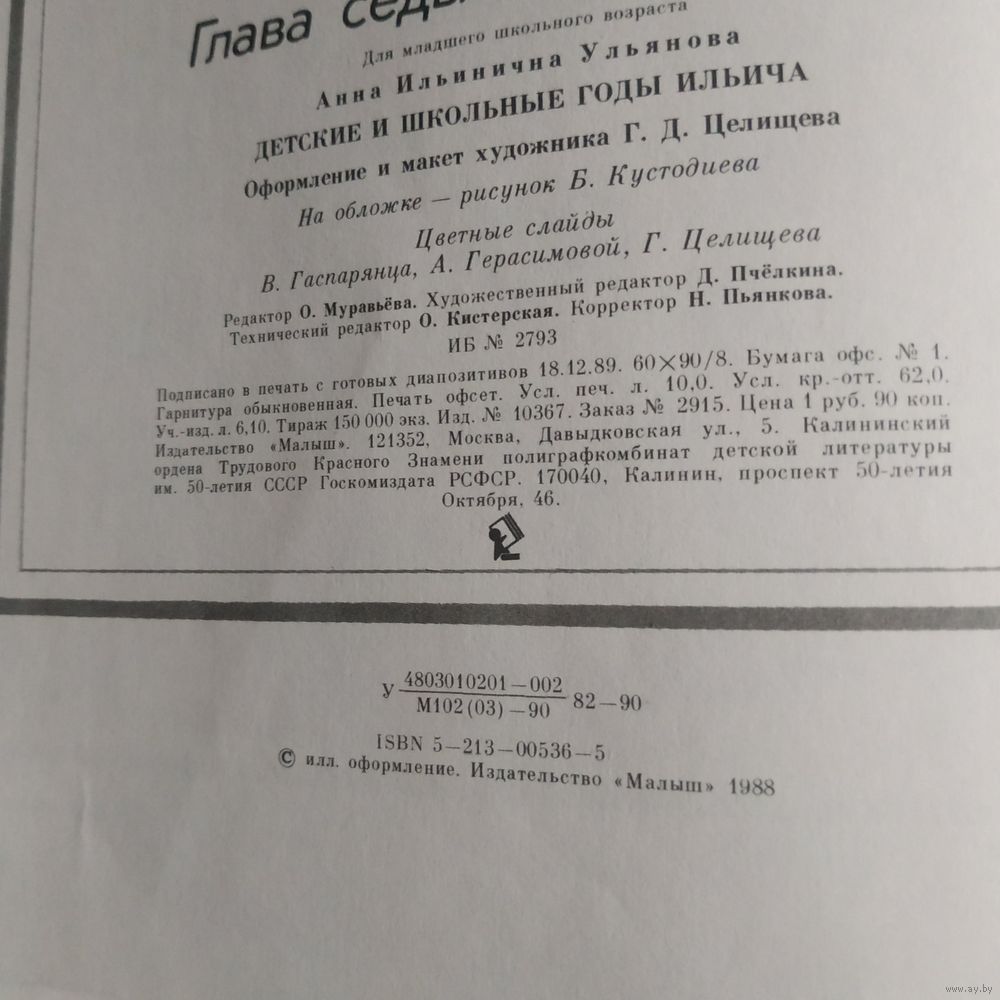 Глава
Для младшего школьного возраста
Анна Ильинична Ульянова
ДЕТСКИЕ И ШКОЛЬНЫЕ ГОДЫ ИЛЬИЧА
Оформление и макет художника Г. Д. Целищева
На обложке — рисунок Б. Кустодиева
Цветные слайды
В. Гаспарянца, А. Герасимовой, Г. Целищева
Редактор О. Муравьёва. Художественный редактор Д. Пчёлкина.
Технический редактор О. Кистерская. Корректор Н. Пьянкова.
ИБ № 2793
Подписано в печать с готовых диапозитивов 18.12.89. 60×90/8. Бумага офс. № 1.
Гарнитура обыкновенная. Печать офсет. Усл. печ. л. 10,0. Усл. кр.-отт. 62,0.
Уч.-изд. л. 6,10. Тираж 150 000 экз. Изд. № 10367. Заказ № 2915. Цена 1 руб. 90 коп.
Издательство «Малыш». 121352, Москва, Давыдковская ул., 5. Калининский
ордена Трудового Красного Знамени полиграфкомбинат детской литературы
им. 50-летия СССР Госкомиздата РСФСР. 170040, Калинин, проспект 50-летия
Октября, 46.
У 4803010201—002
М102(03)—90 82—90
ISBN 5—213—00536—5
© илл. оформление. Издательство «Малыш» 1988
www.ay.by